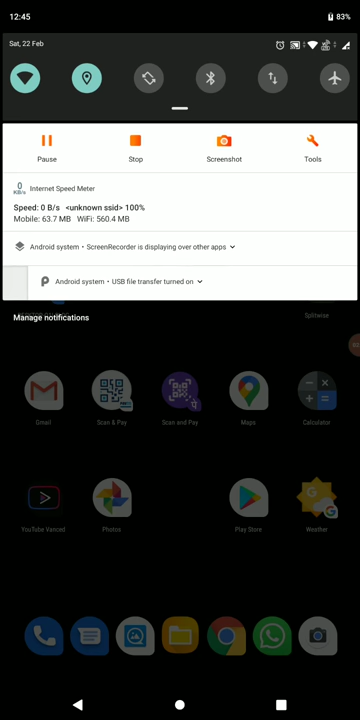 12:45
83%
Sat, 22 Feb
Pause
Stop
Screenshot
Tools
0
KB/s
Internet Speed Meter
Speed: 0 B/s <unknown ssid> 100%
Mobile: 63.7 MB WiFi: 560.4 MB
Android system • ScreenRecorder is displaying over other apps
Android system • USB file transfer turned on
Splitwise
Manage notifications
Gmail
Scan & Pay
Scan and Pay
Maps
Calculator
YouTube Vanced
Photos
Play Store
Weather